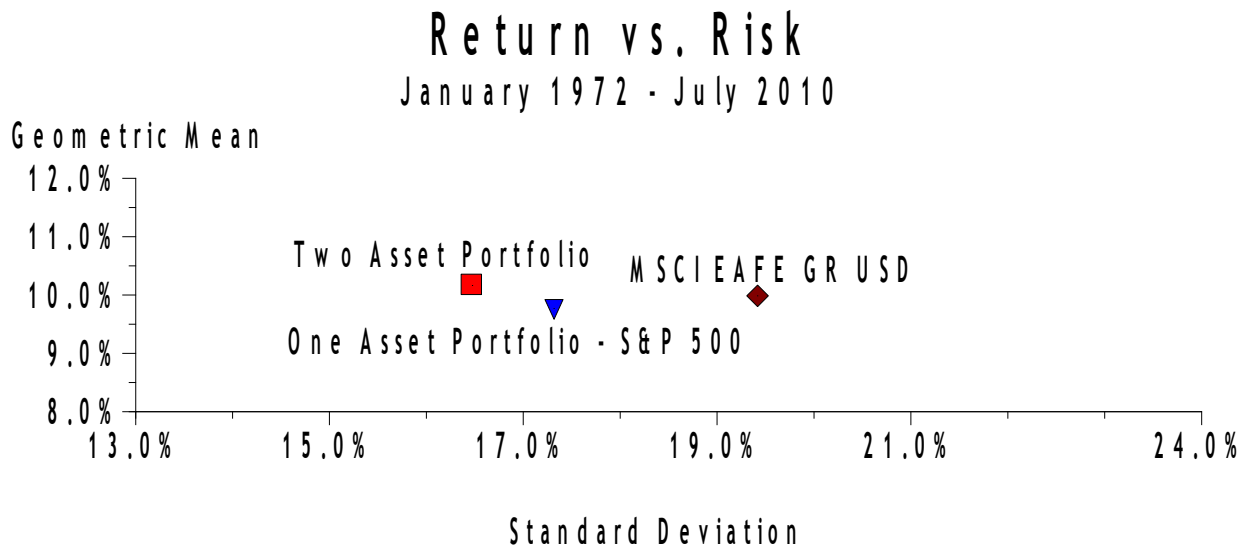 Return vs. Risk
January 1972 - July 2010
Geometric Mean
12.0%
11.0%
Two Asset Portfolio
MSCI EAFE GR USD
10.0%
One Asset Portfolio - S&P 500
9.0%
8.0%
13.0% 15.0% 17.0% 19.0% 21.0% 24.0%
Standard Deviation